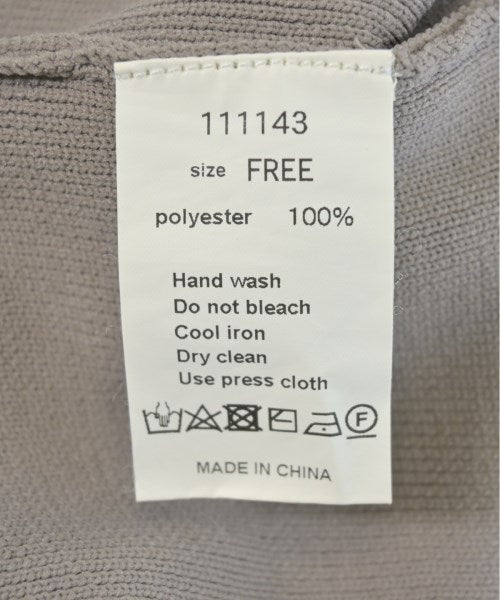 111143
size FREE
polyester 100%
Hand wash
Do not bleach
Cool iron
Dry clean
Use press cloth
F
MADE IN CHINA